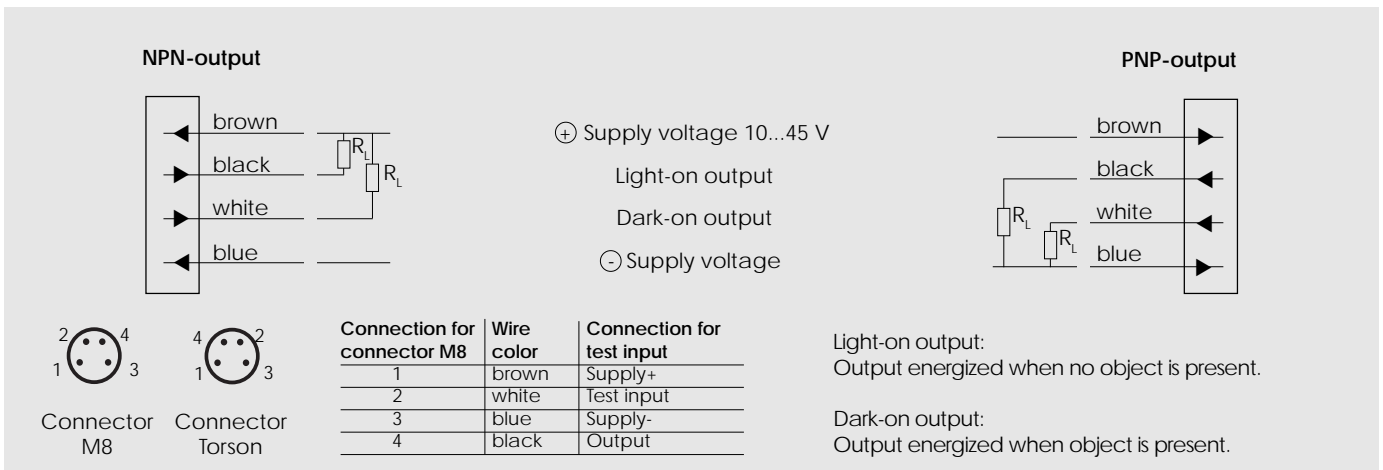 NPN-output
PNP-output
brown
black
white
blue
R_L
R_L
+ Supply voltage 10...45 V
Light-on output
Dark-on output
- Supply voltage
brown
black
white
blue
R_L
R_L
2 4
1 3
Connector
M8
4 2
1 3
Connector
Torson
Connection for connector M8 | Wire color | Connection for test input
1 brown Supply+
2 white Test input
3 blue Supply-
4 black Output
Light-on output:
Output energized when no object is present.
Dark-on output:
Output energized when object is present.